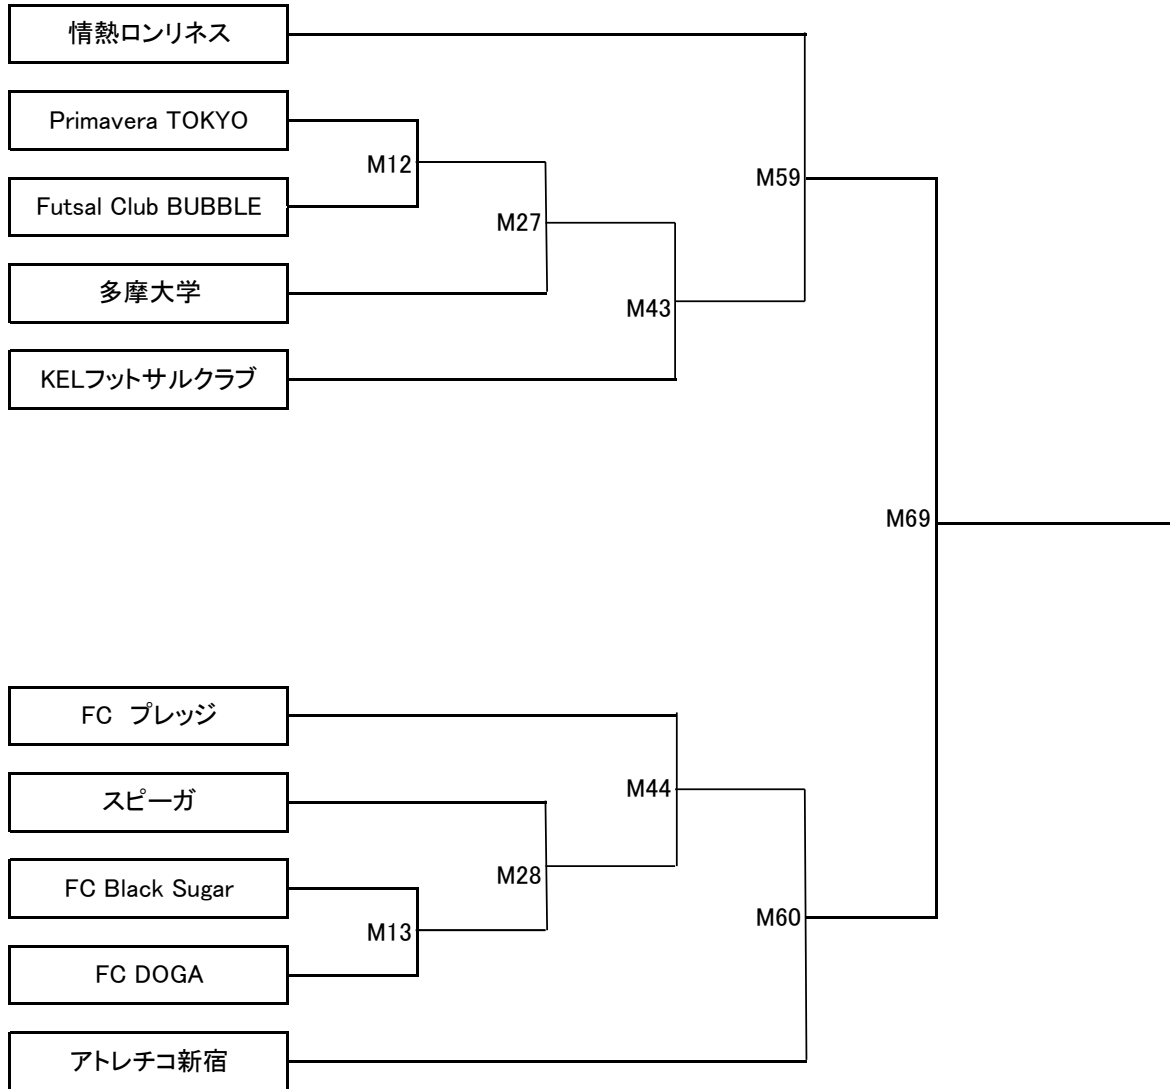 情熱ロンリネス
Primavera TOKYO
M12
M59
Futsal Club BUBBLE
M27
多摩大学
M43
KELフットサルクラブ
M69
FC　プレッジ
M44
スピーガ
M28
FC Black Sugar
M60
M13
FC DOGA
アトレチコ新宿